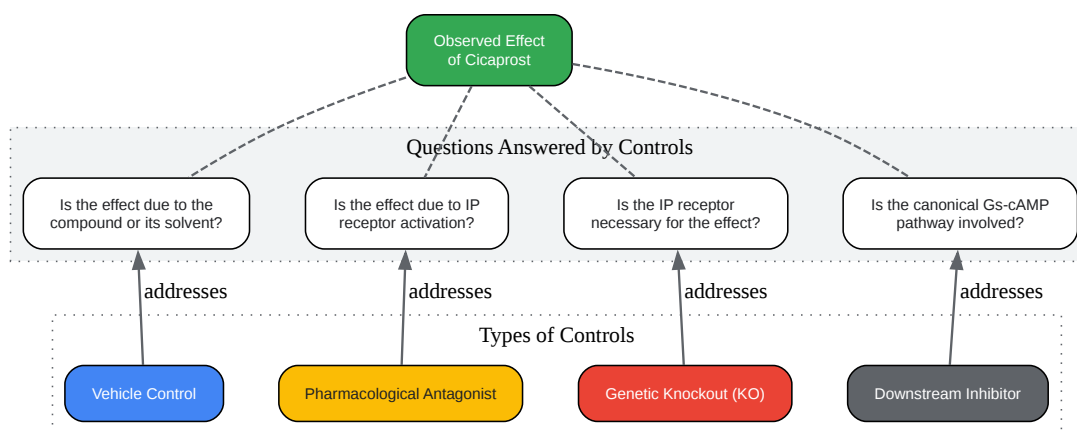 Observed Effect
of Cicaprost
Questions Answered by Controls
Is the effect due to the
compound or its solvent?
Is the effect due to IP
receptor activation?
Is the IP receptor
necessary for the effect?
Is the canonical Gs-cAMP
pathway involved?
addresses
addresses
addresses
addresses
Types of Controls
Vehicle Control
Pharmacological Antagonist
Genetic Knockout (KO)
Downstream Inhibitor